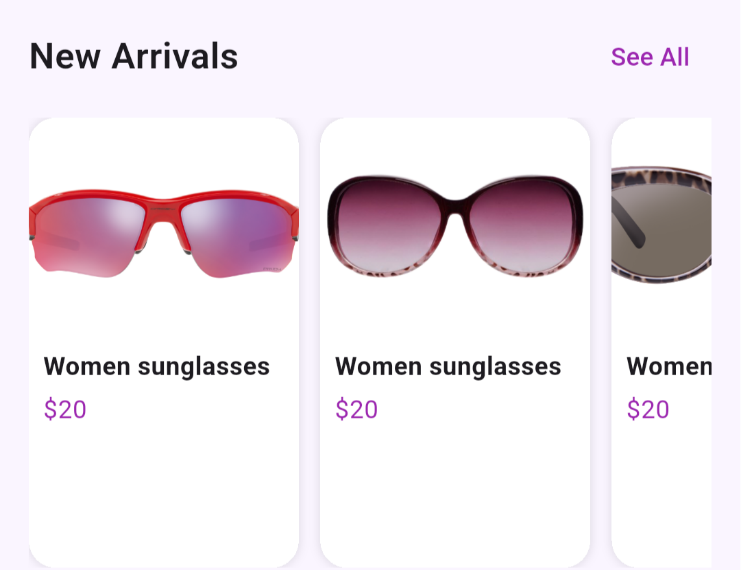 New Arrivals
See All
Women sunglasses
$20
Women sunglasses
$20
Women
$20